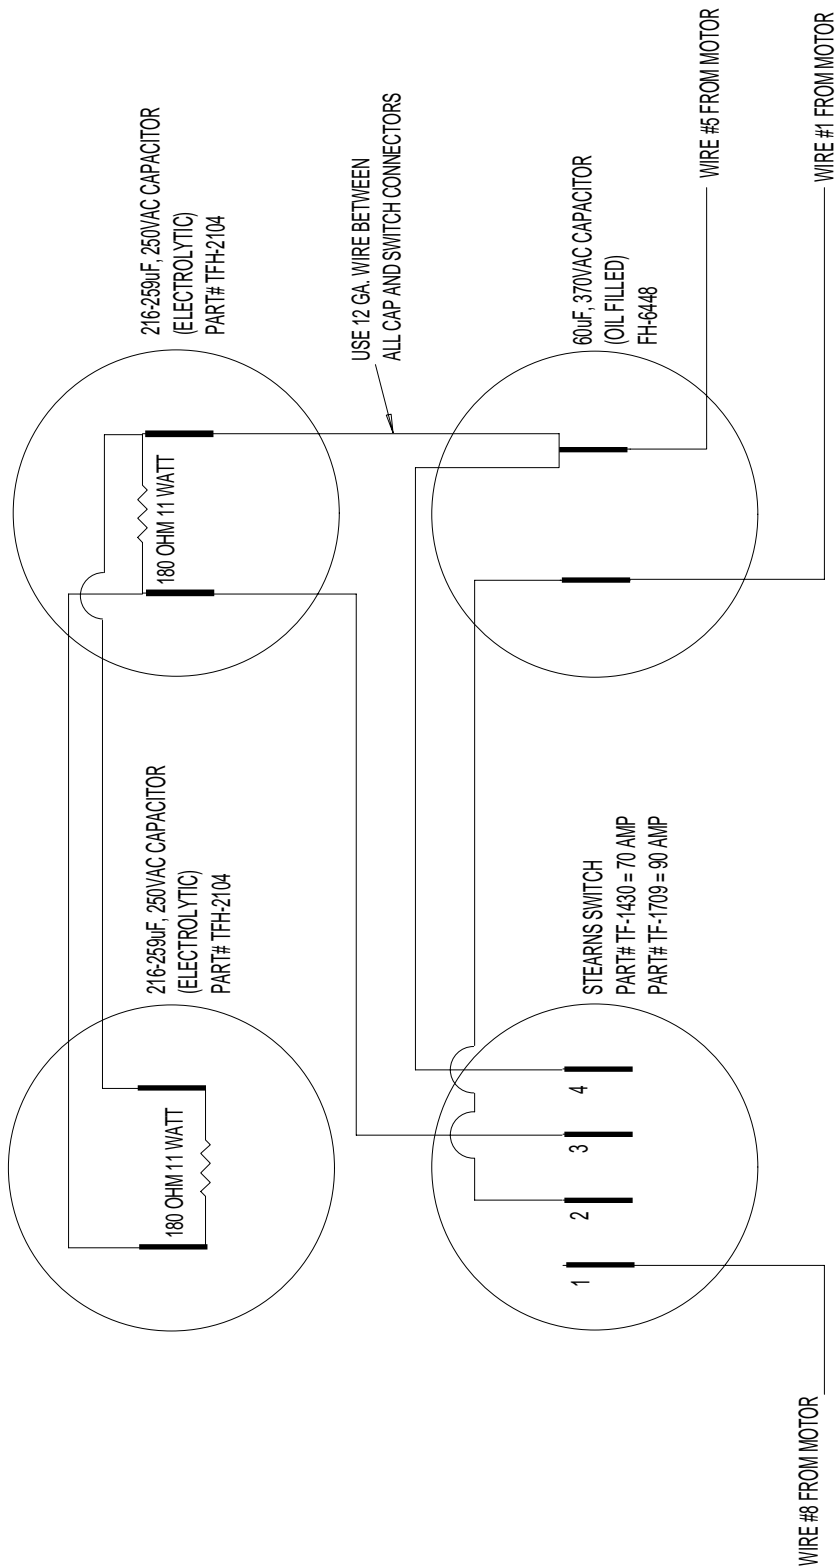 216-259uF, 250VAC CAPACITOR
(ELECTROLYTIC)
PART# TFH-2104
180 OHM 11 WATT
216-259uF, 250VAC CAPACITOR
(ELECTROLYTIC)
PART# TFH-2104
180 OHM 11 WATT
USE 12 GA. WIRE BETWEEN
ALL CAP AND SWITCH CONNECTORS
STEARNS SWITCH
PART# TF-1430 = 70 AMP
PART# TF-1709 = 90 AMP
1
2
3
4
60uF, 370VAC CAPACITOR
(OIL FILLED)
FH-6448
WIRE #5 FROM MOTOR
WIRE #8 FROM MOTOR
WIRE #1 FROM MOTOR